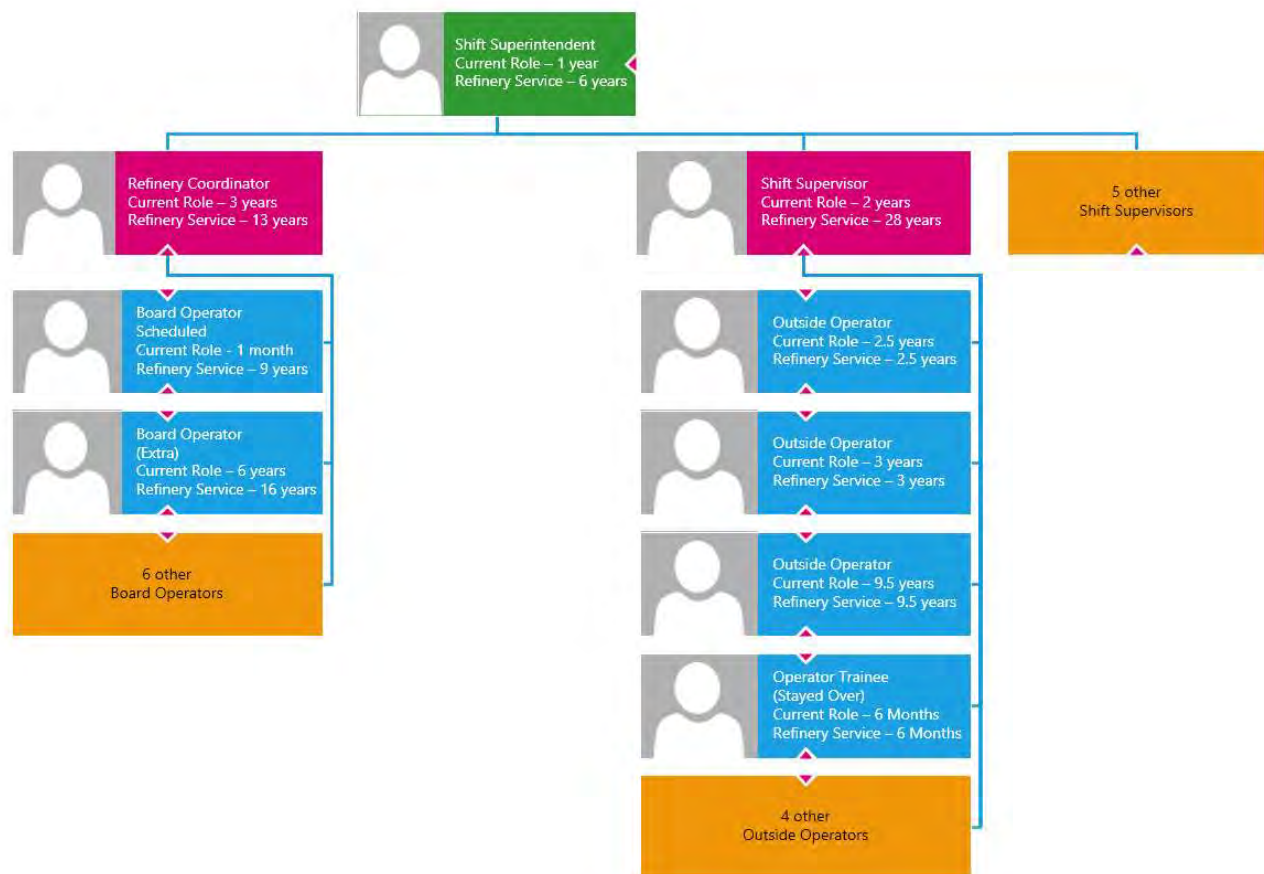 Shift Superintendent
Current Role – 1 year
Refinery Service – 6 years
Refinery Coordinator
Current Role – 3 years
Refinery Service – 13 years
Shift Supervisor
Current Role – 2 years
Refinery Service – 28 years
5 other
Shift Supervisors
Board Operator
Scheduled
Current Role - 1 month
Refinery Service – 9 years
Board Operator
(Extra)
Current Role – 6 years
Refinery Service – 16 years
6 other
Board Operators
Outside Operator
Current Role – 2.5 years
Refinery Service – 2.5 years
Outside Operator
Current Role – 3 years
Refinery Service – 3 years
Outside Operator
Current Role – 9.5 years
Refinery Service – 9.5 years
Operator Trainee
(Stayed Over)
Current Role – 6 Months
Refinery Service – 6 Months
4 other
Outside Operators